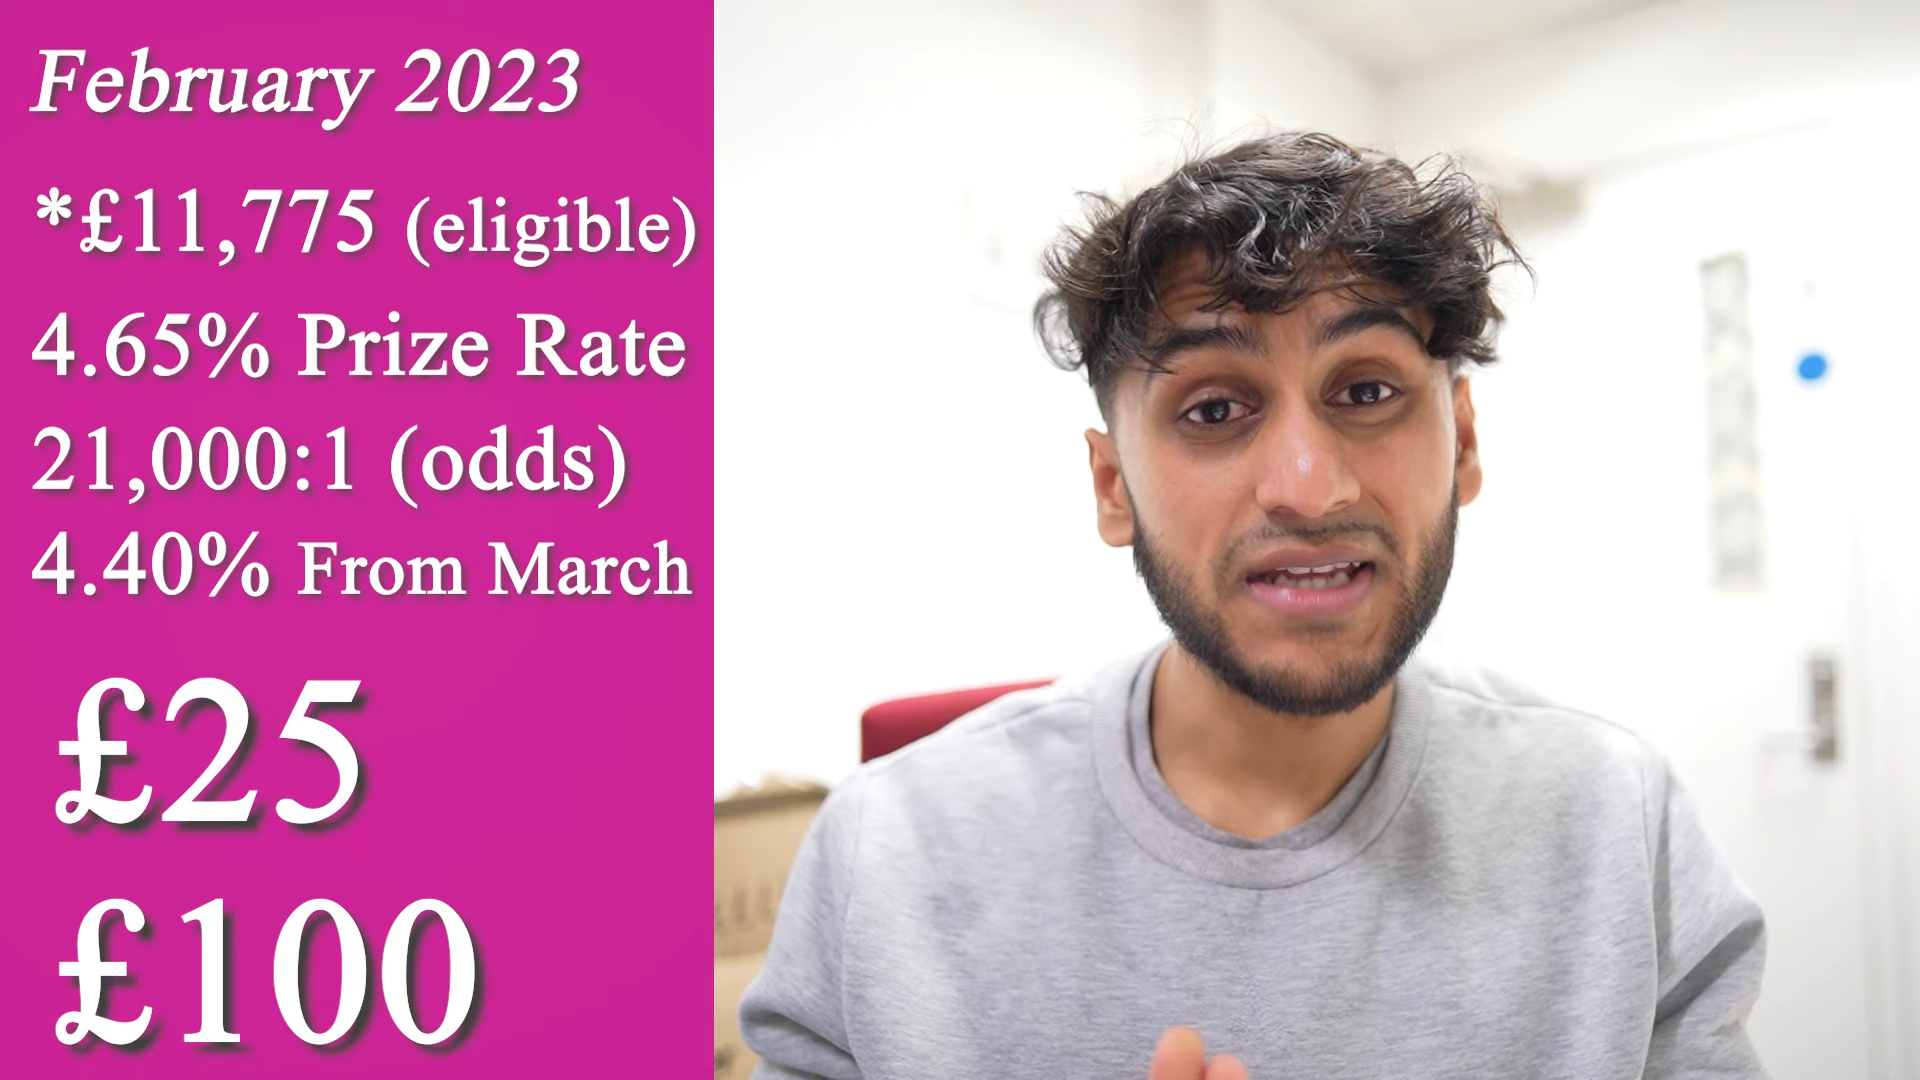 February 2023
*£11,775 (eligible)
4.65% Prize Rate
21,000:1 (odds)
4.40% From March
£25
£100